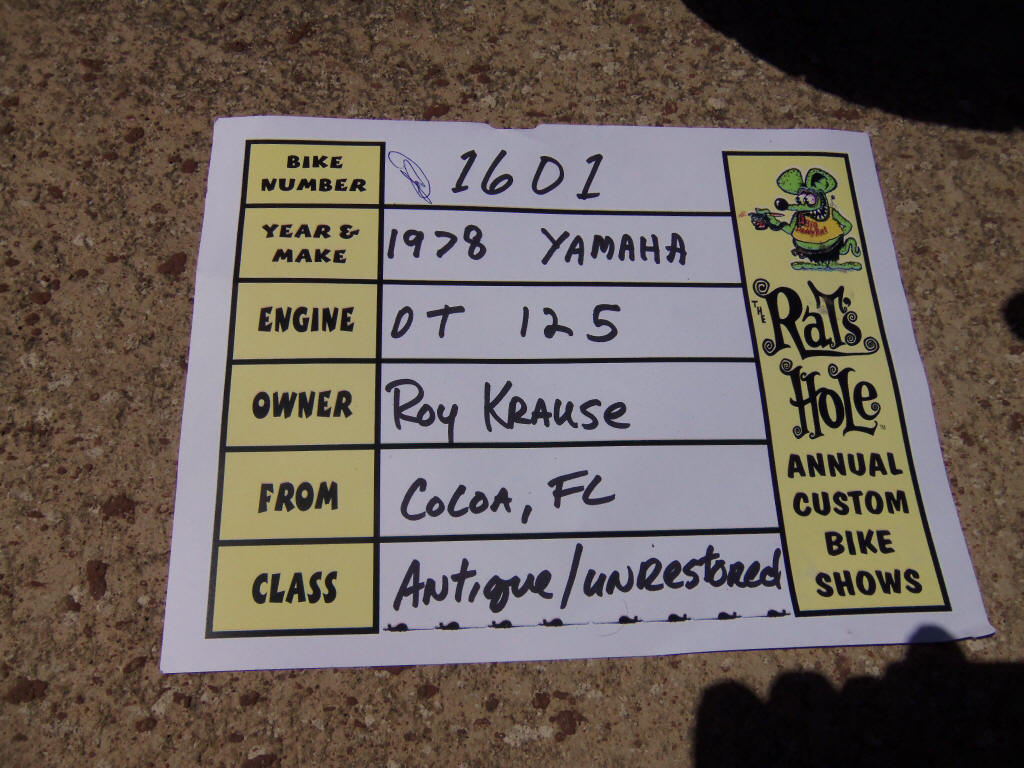 BIKE NUMBER 1601
YEAR & MAKE 1978 YAMAHA
ENGINE DT 125
OWNER Roy KRAUSe
FROM COCOA, FL
CLASS ANtique/UNRestored
THE
RAT'S
HOLE
ANNUAL
CUSTOM
BIKE
SHOWS